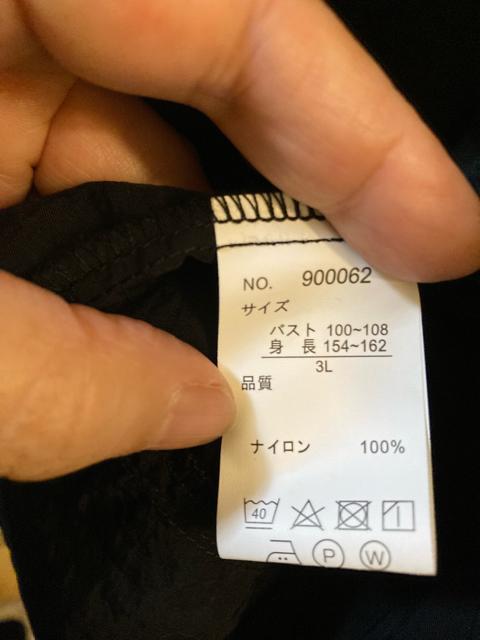 NO. 900062
サイズ
バスト 100~108
身 長 154~162
3L
品質
ナイロン 100%
40
P W